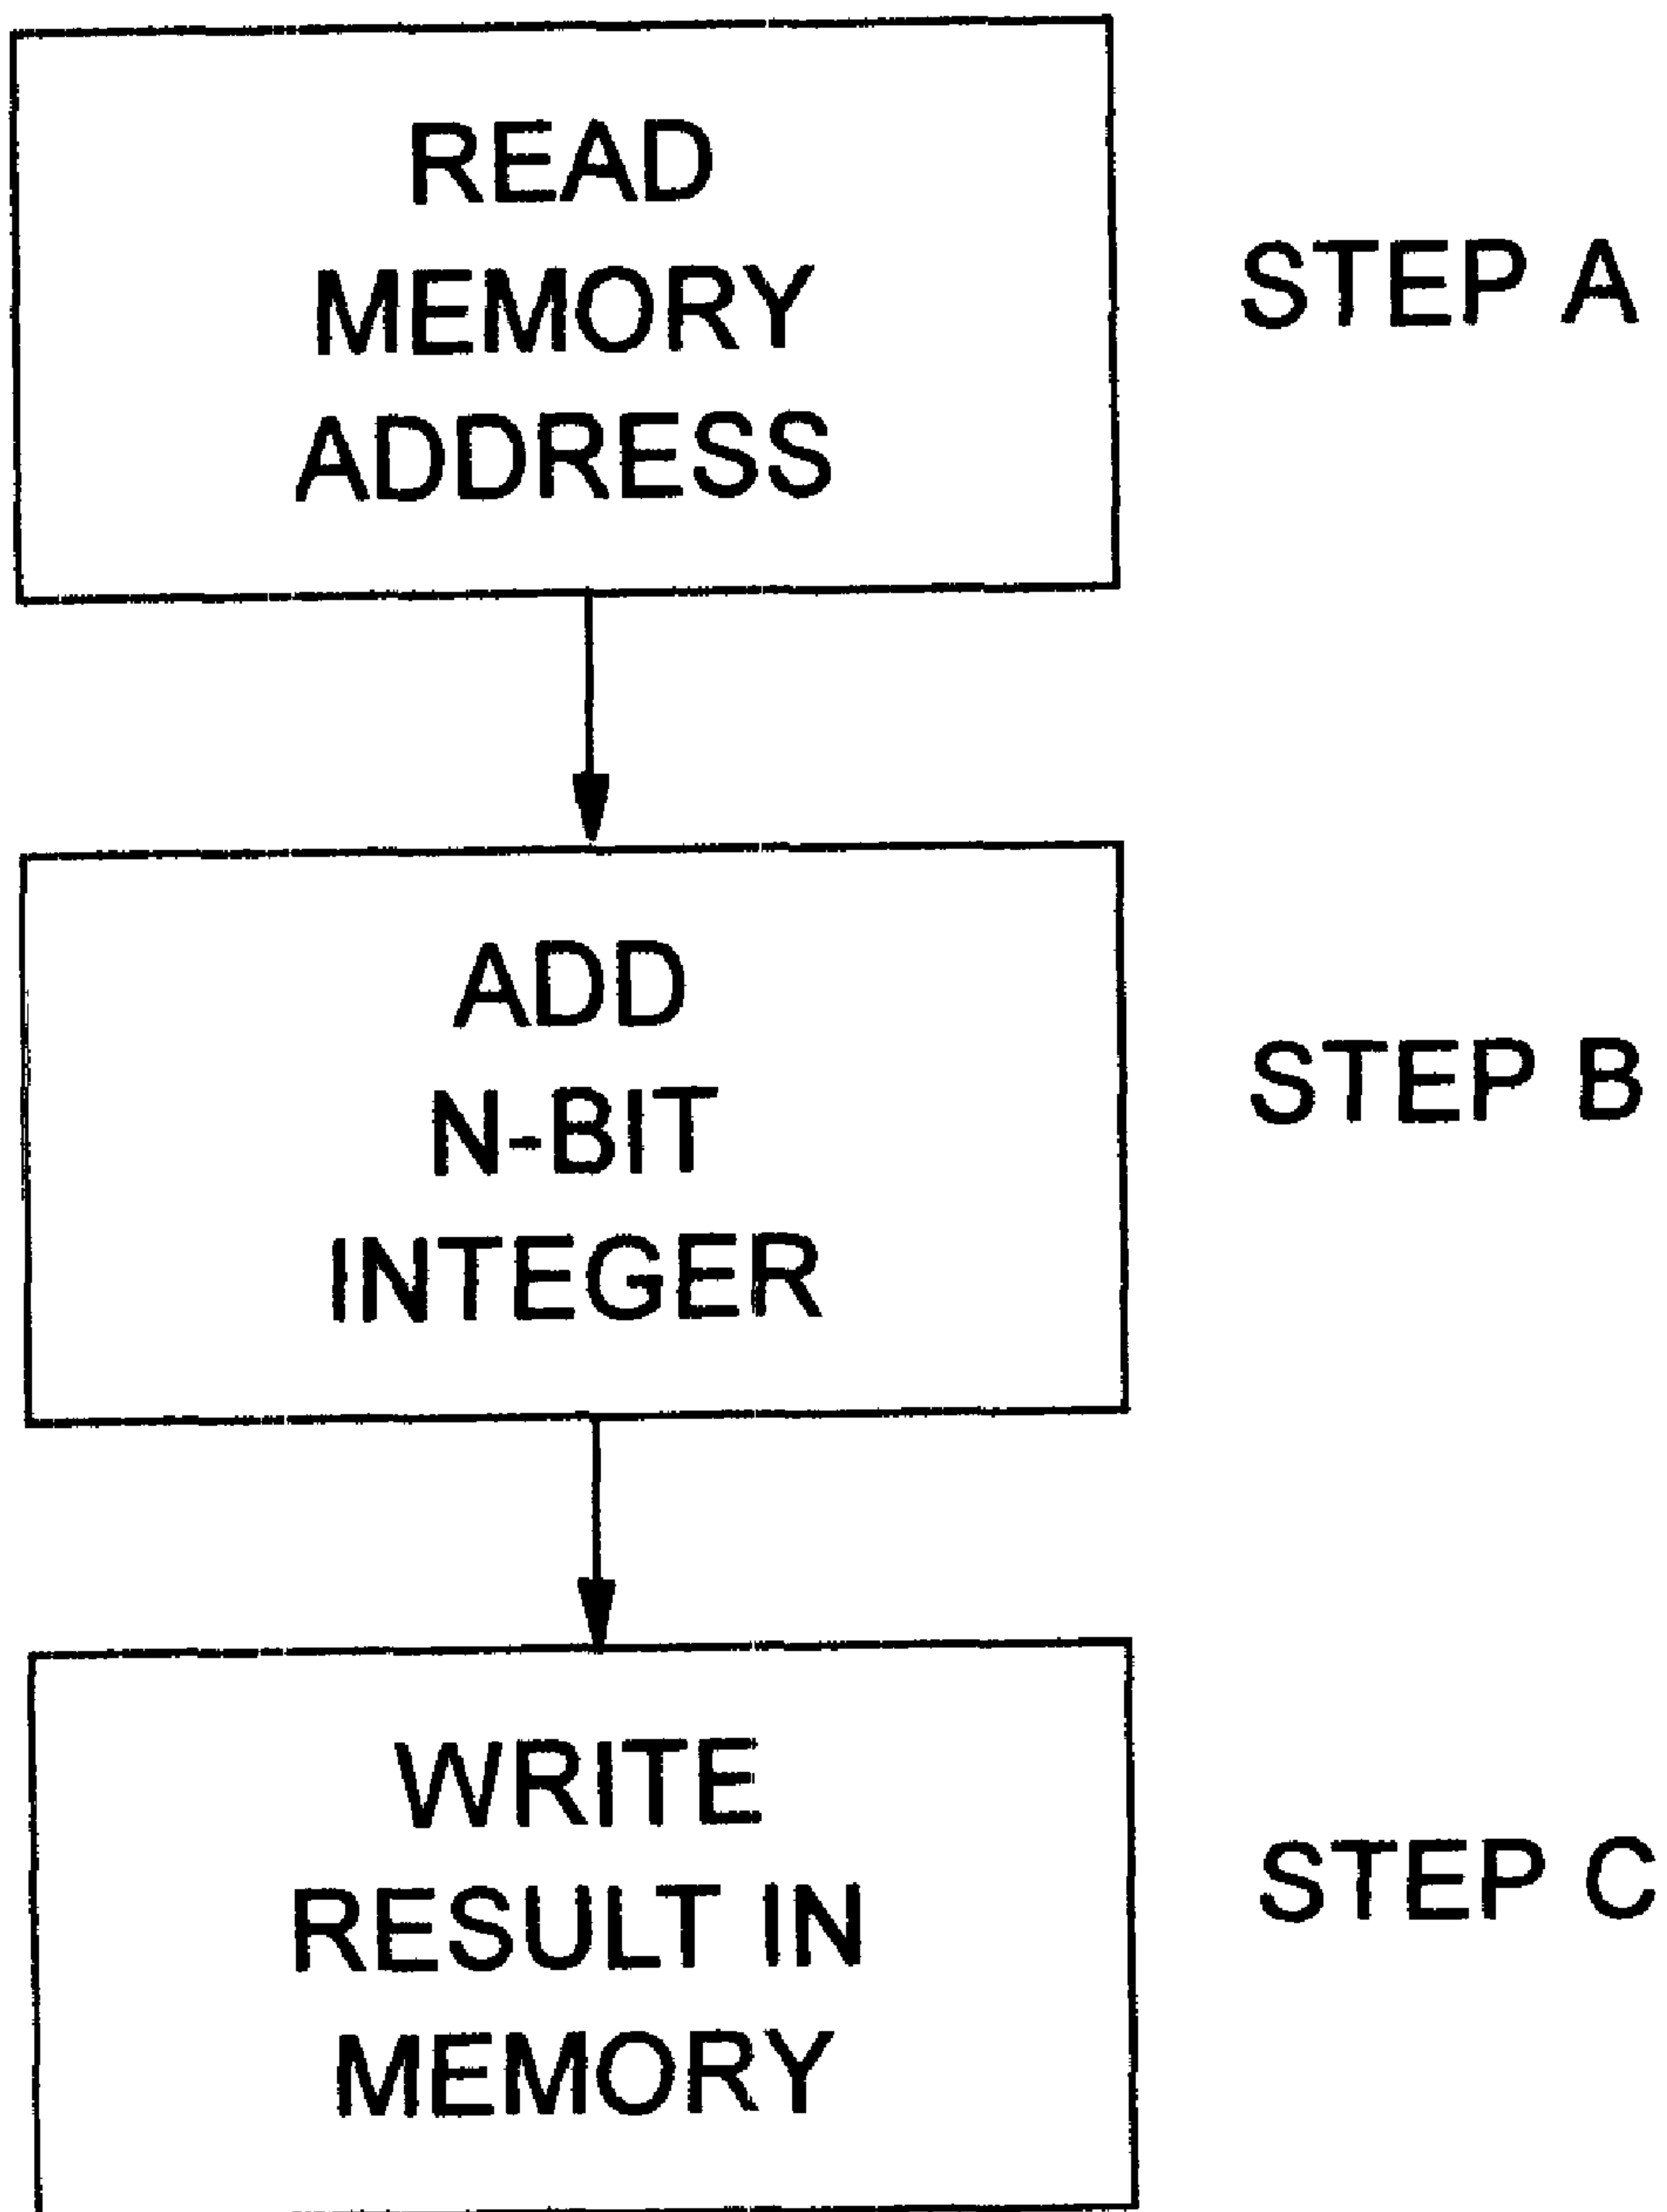 READ
MEMORY
ADDRESS
STEP A
ADD
N-BIT
INTEGER
STEP B
WRITE
RESULT IN
MEMORY
STEP C